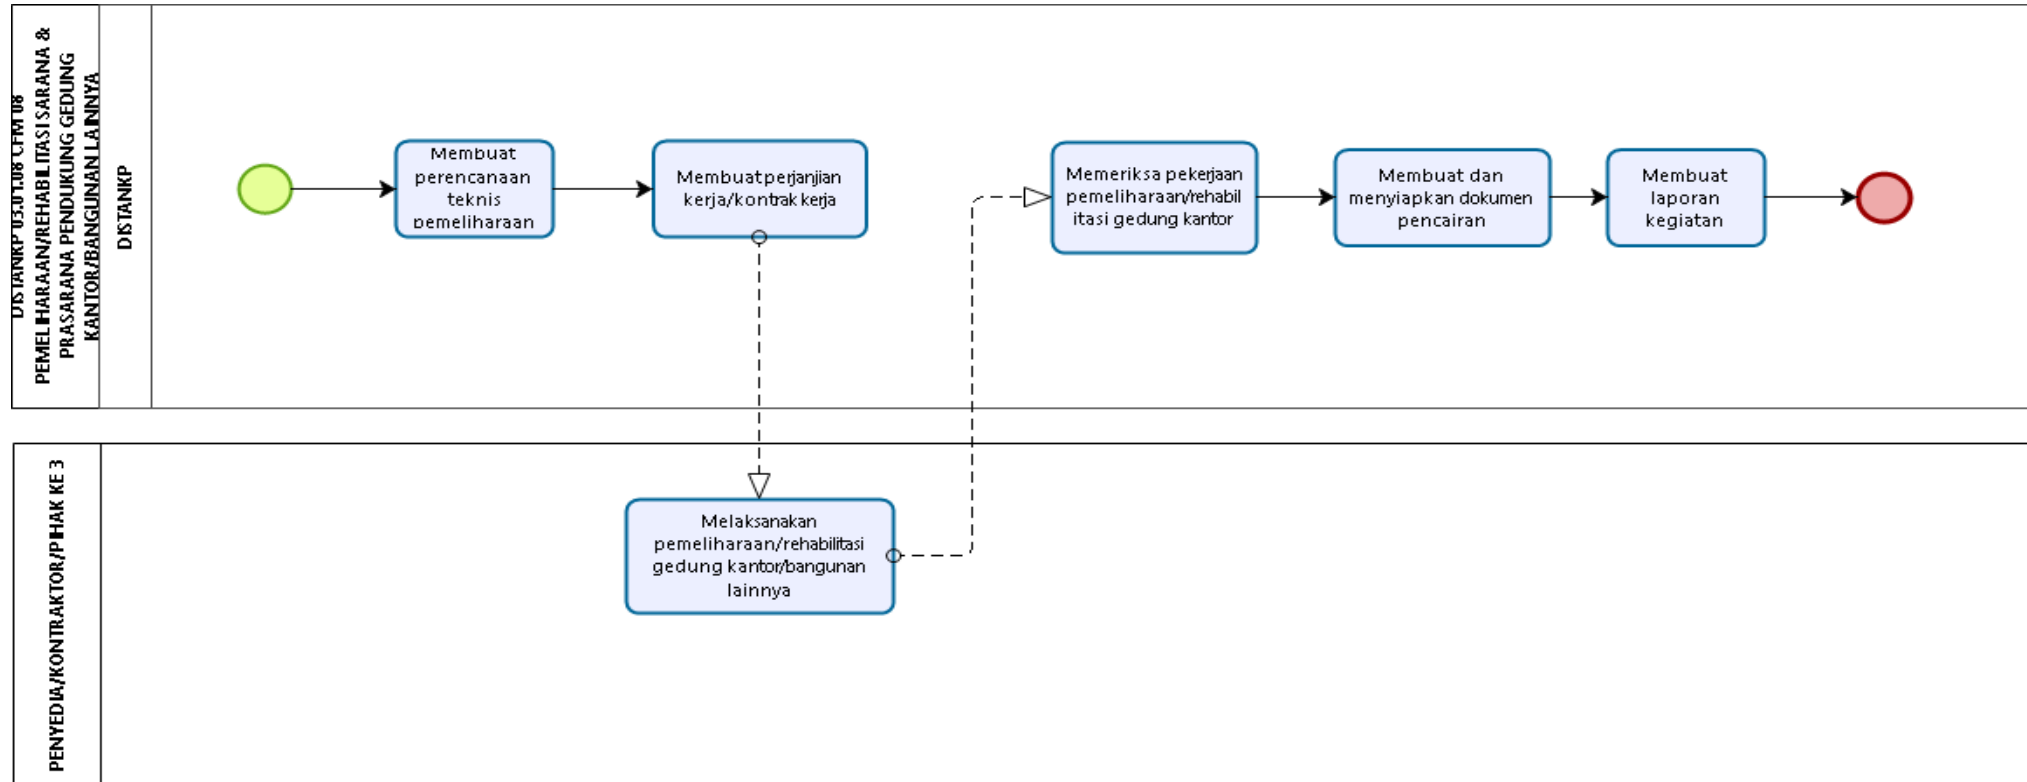 DISTANKP 03.01.08 CFM 08
PEMELIHARAAN/REHABILITASI SARANA &
PRASARANA PENDUKUNG GEDUNG
KANTOR/BANGUNAN LAINNYA
DISTANKP
Membuat
perencanaan
teknis
pemeliharaan
Membuat perjanjian
kerja/kontrak kerja
Memeriksa pekerjaan
pemeliharaan/rehabil
itasi gedung kantor
Membuat dan
menyiapkan dokumen
pencairan
Membuat
laporan
kegiatan
PENYEDIA/KONTRAKTOR/PIHAK KE 3
Melaksanakan
pemeliharaan/rehabilitasi
gedung kantor/bangunan
lainnya